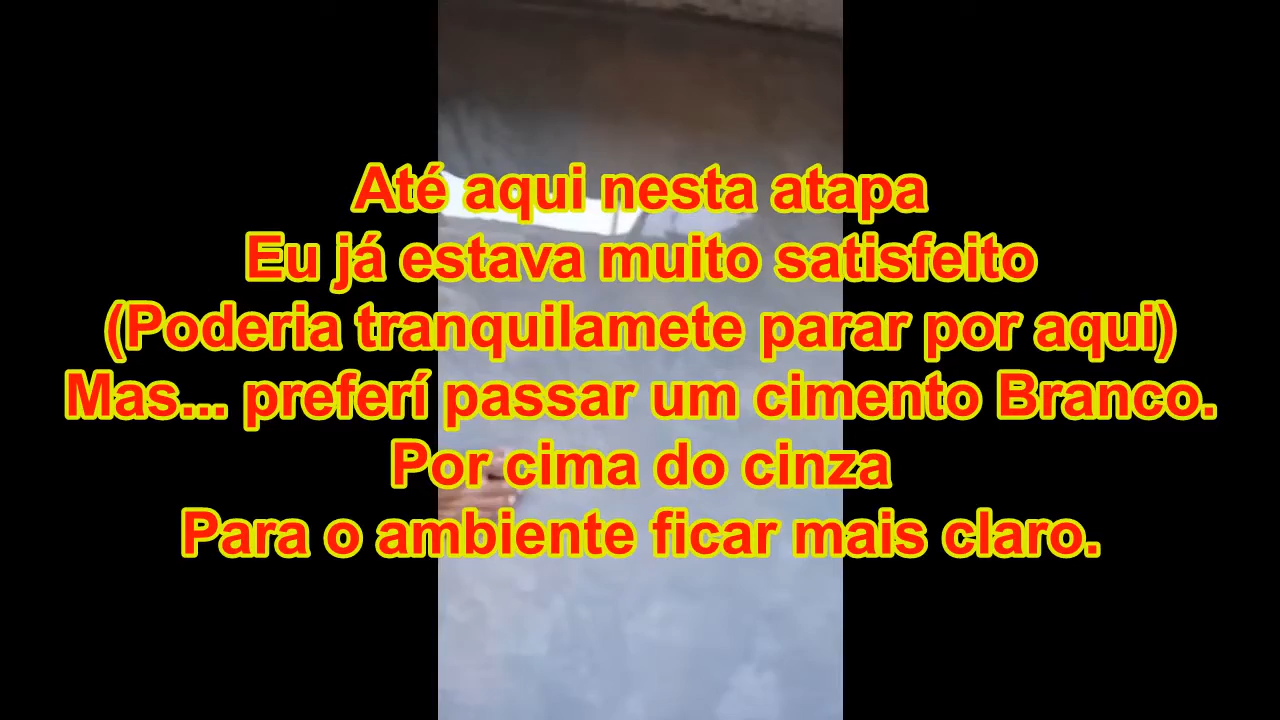 Até aqui nesta atapa
Eu já estava muito satisfeito
(Poderia tranquilamete parar por aqui)
Mas... preferí passar um cimento Branco.
Por cima do cinza
Para o ambiente ficar mais claro.